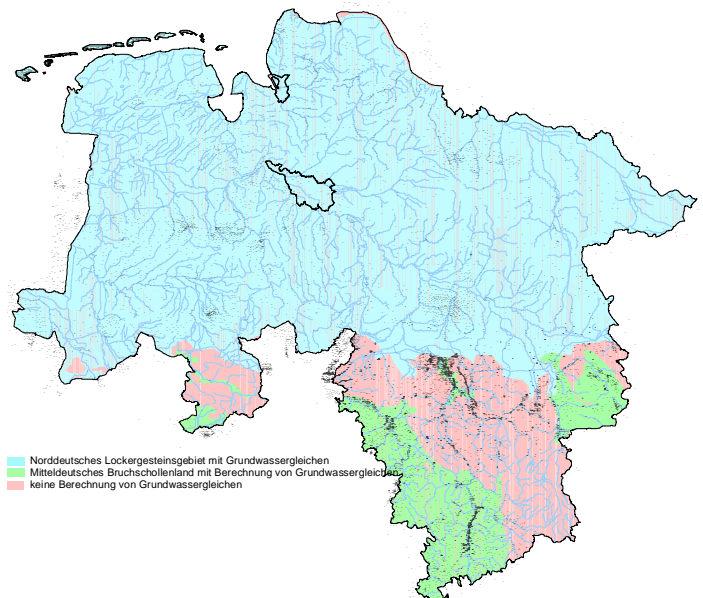 Norddeutsches Lockergesteinsgebiet mit Grundwassergleichen
Mitteldeutsches Bruchschollenland mit Berechnung von Grundwassergleichen
keine Berechnung von Grundwassergleichen